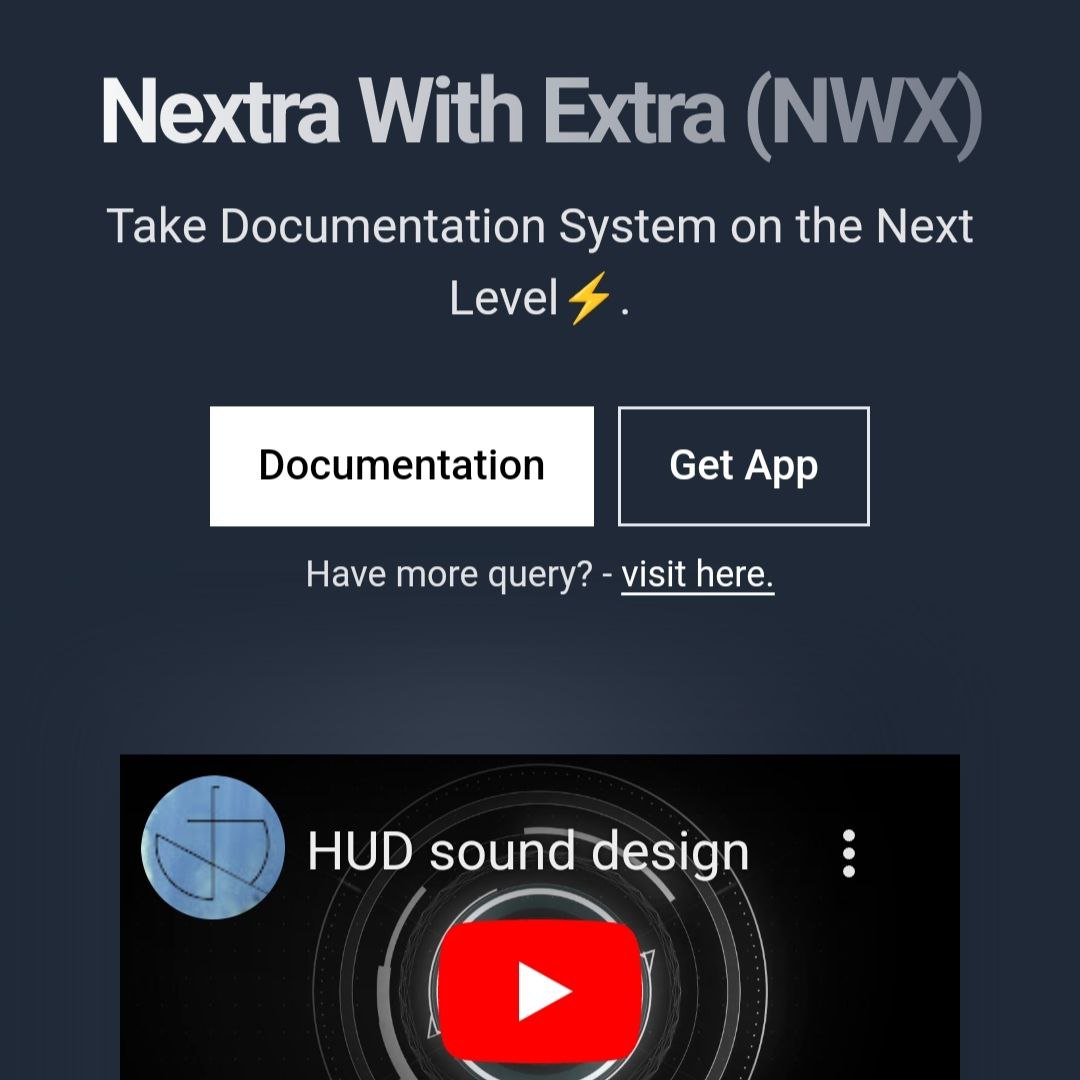 Nextra With Extra (NWX)
Take Documentation System on the Next
Level⚡.
Documentation
Get App
Have more query? - visit here.
HUD sound design